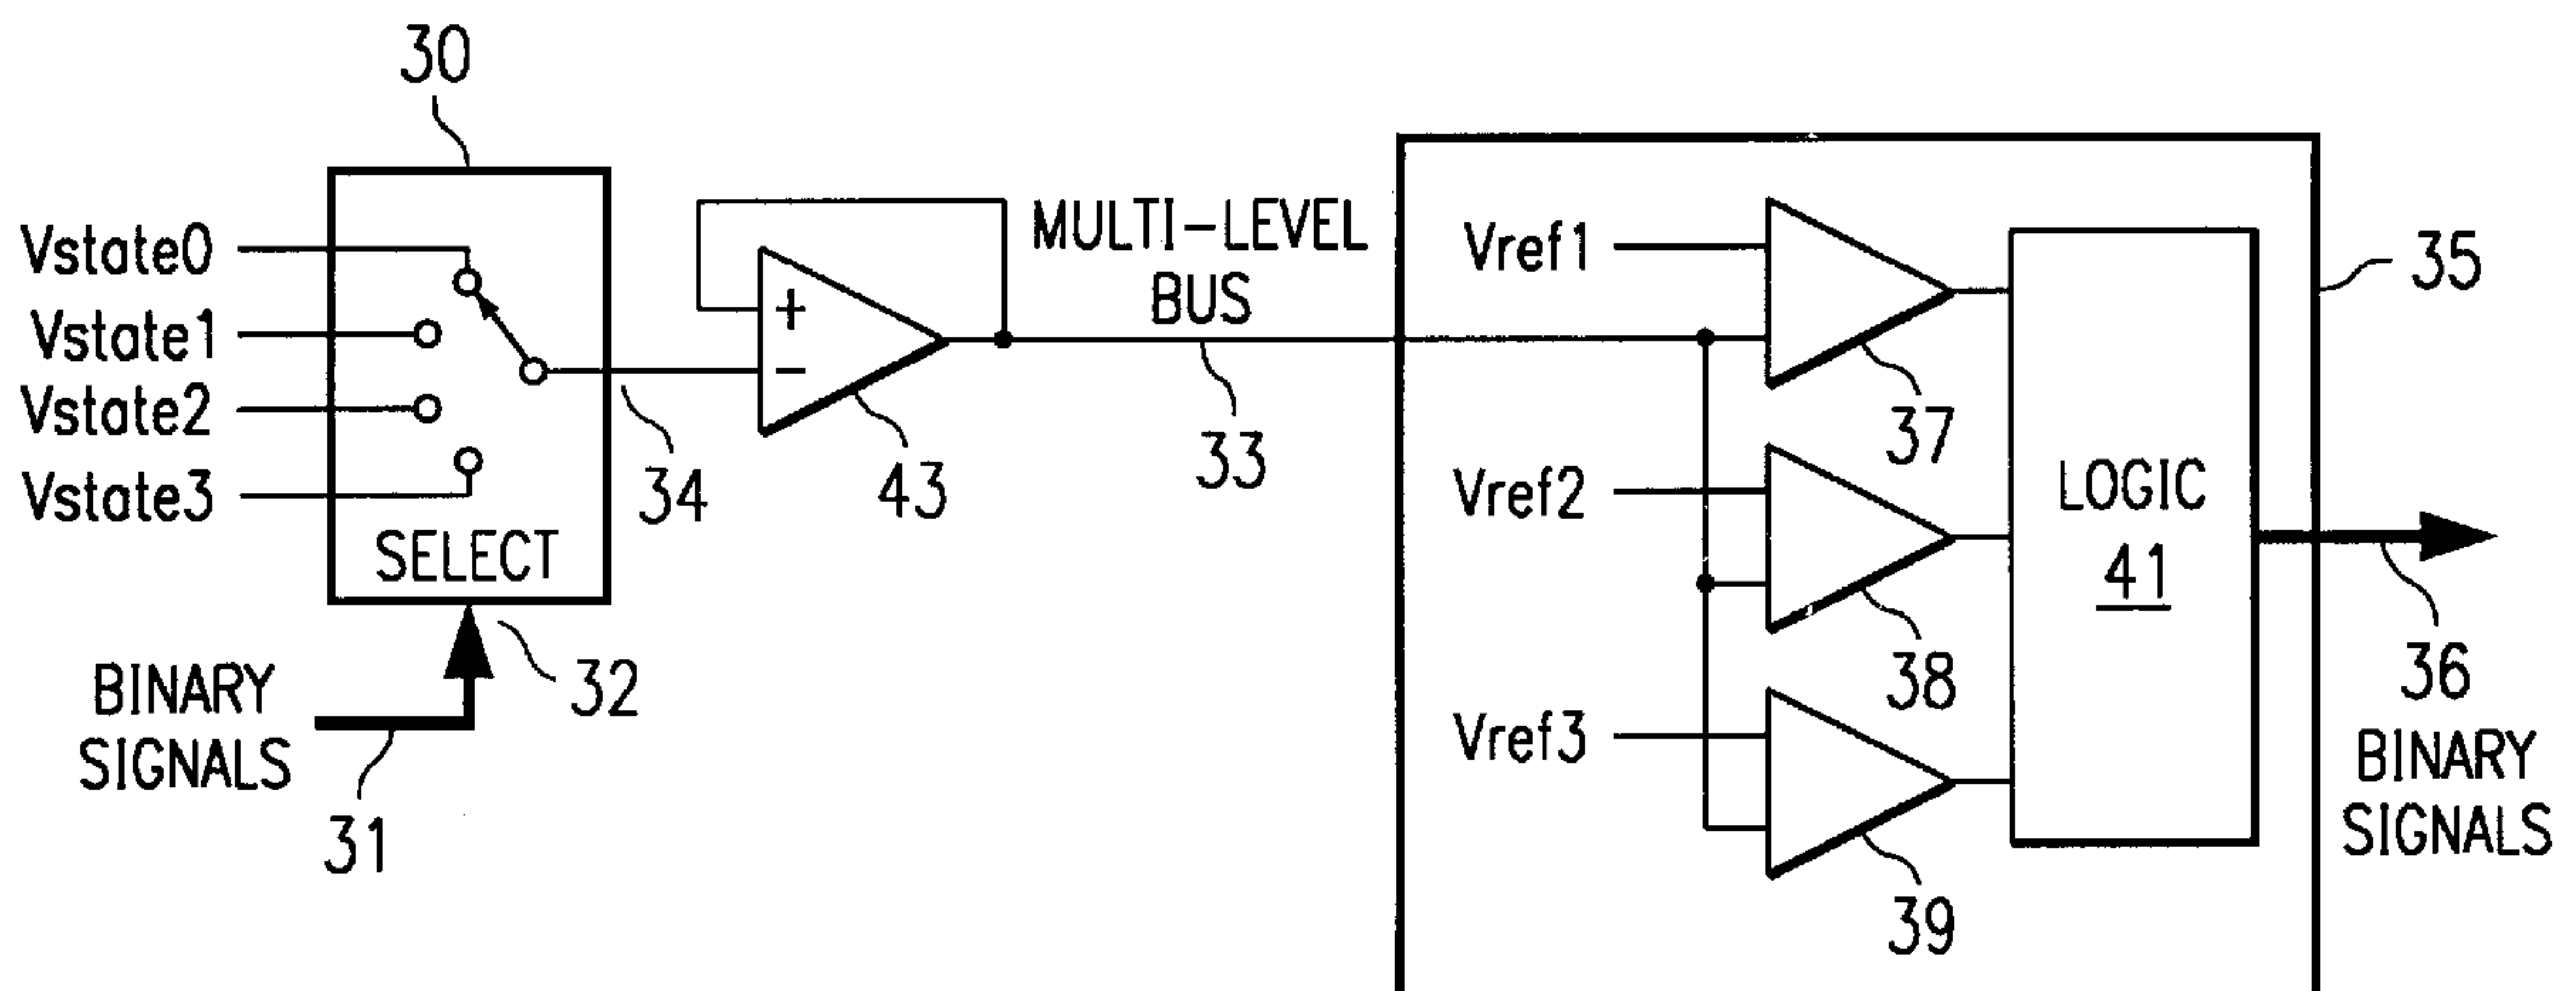 30
Vstate0
Vstate1
Vstate2
Vstate3
SELECT
34
BINARY
SIGNALS
31
32
+
−
43
MULTI-LEVEL
BUS
33
Vref1
Vref2
Vref3
37
38
39
LOGIC
41
35
36
BINARY
SIGNALS